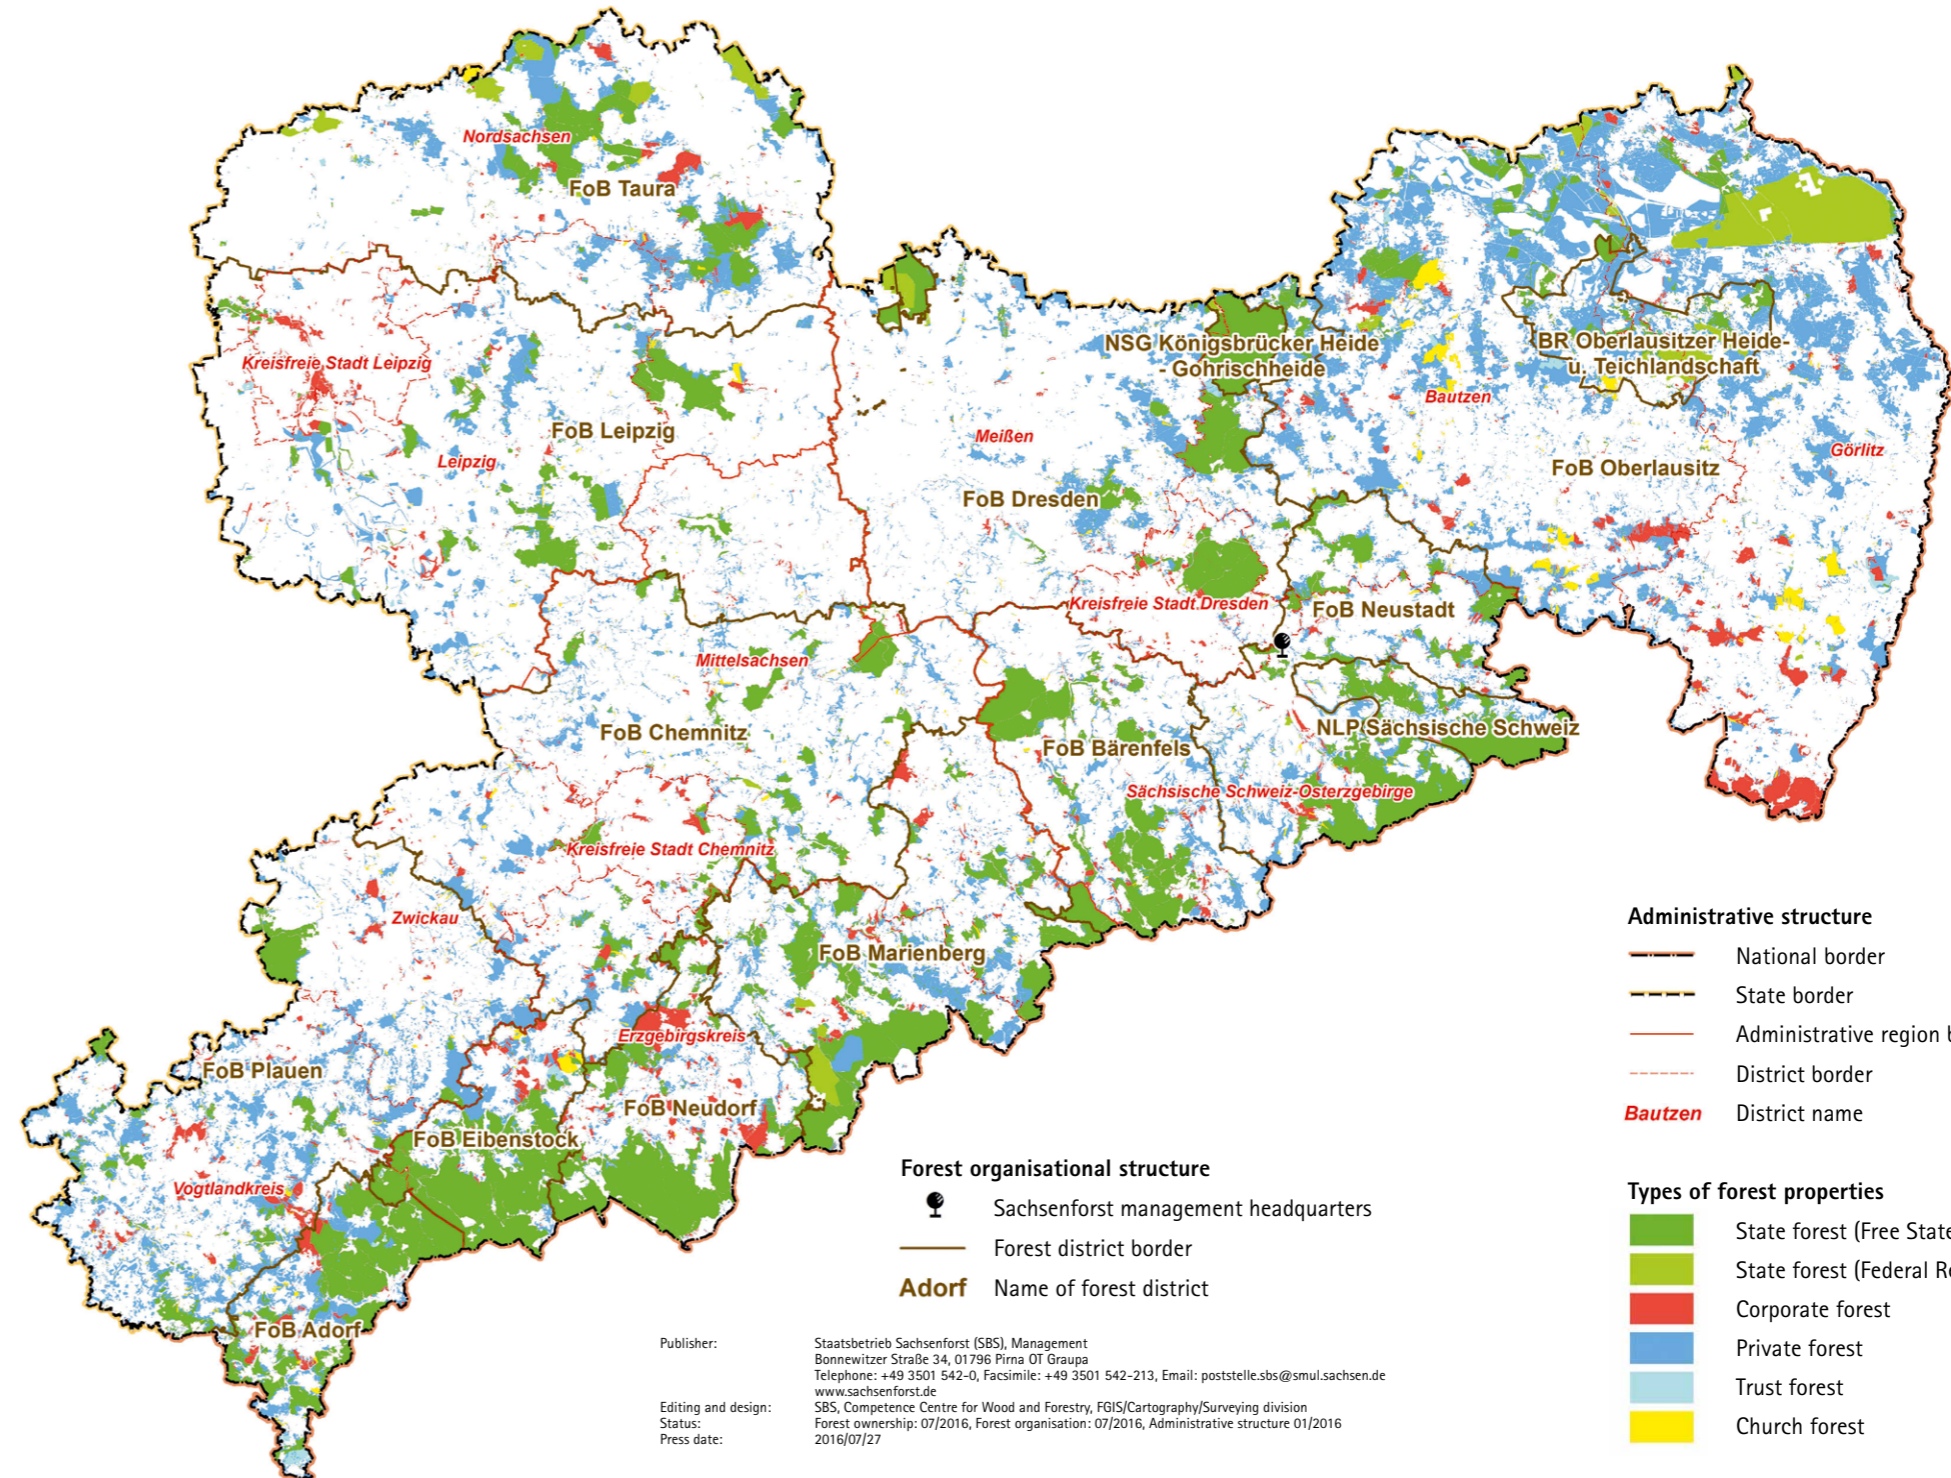 Nordsachsen
FoB Taura
Kreisfreie Stadt Leipzig
FoB Leipzig
Leipzig
Meißen
FoB Dresden
NSG Königsbrücker Heide
- Gohrischheide
BR Oberlausitzer Heide-
u. Teichlandschaft
Bautzen
FoB Oberlausitz
Görlitz
Kreisfreie Stadt Dresden
FoB Neustadt
Mittelsachsen
FoB Chemnitz
FoB Bärenfels
NLP Sächsische Schweiz
Sächsische Schweiz-Osterzgebirge
Kreisfreie Stadt Chemnitz
Zwickau
FoB Marienberg
Erzgebirgskreis
FoB Plauen
FoB Neudorf
FoB Eibenstock
Vogtlandkreis
FoB Adorf
Administrative structure
National border
State border
Administrative region b
District border
Bautzen District name
Forest organisational structure
Sachsenforst management headquarters
Forest district border
Adorf Name of forest district
Types of forest properties
State forest (Free State
State forest (Federal Re
Corporate forest
Private forest
Trust forest
Church forest
Publisher: Staatsbetrieb Sachsenforst (SBS), Management
Bonnewitzer Straße 34, 01796 Pirna OT Graupa
Telephone: +49 3501 542-0, Facsimile: +49 3501 542-213, Email: poststelle.sbs@smul.sachsen.de
www.sachsenforst.de
Editing and design: SBS, Competence Centre for Wood and Forestry, FGIS/Cartography/Surveying division
Status: Forest ownership: 07/2016, Forest organisation: 07/2016, Administrative structure 01/2016
Press date: 2016/07/27